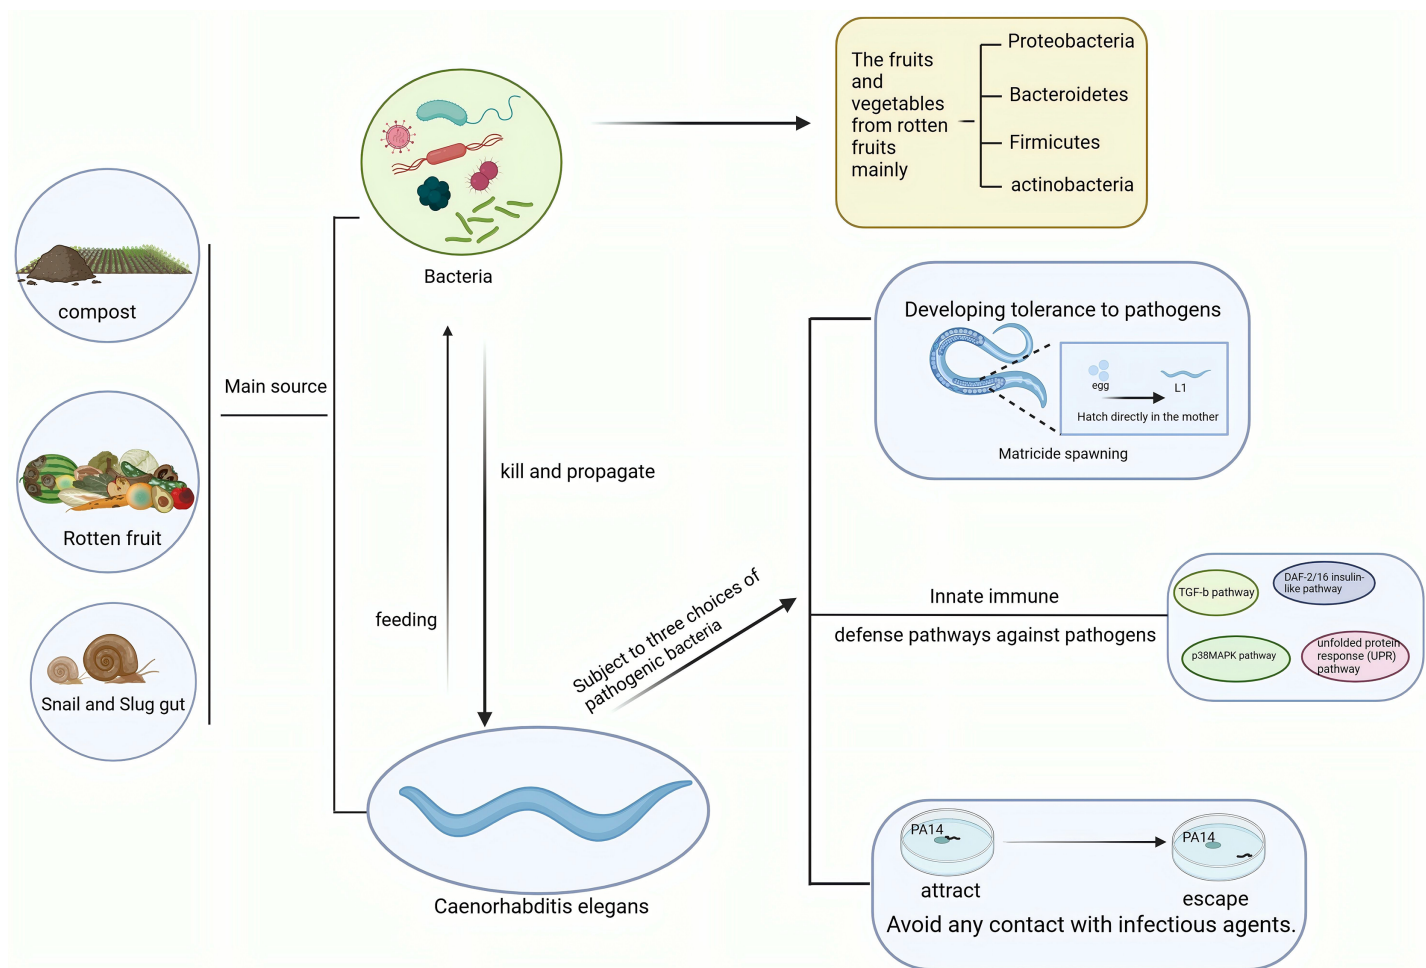 The fruits
and
vegetables
from rotten
fruits
mainly
Proteobacteria
Bacteroidetes
Firmicutes
actinobacteria
Bacteria
compost
Main source
Rotten fruit
Snail and Slug gut
kill and propagate
feeding
Caenorhabditis elegans
Subject to three choices of
pathogenic bacteria
Developing tolerance to pathogens
egg
L1
Hatch directly in the mother
Matricide spawning
Innate immune
defense pathways against pathogens
TGF-b pathway
DAF-2/16 insulin-
like pathway
p38MAPK pathway
unfolded protein
response (UPR)
pathway
PA14
attract
PA14
escape
Avoid any contact with infectious agents.